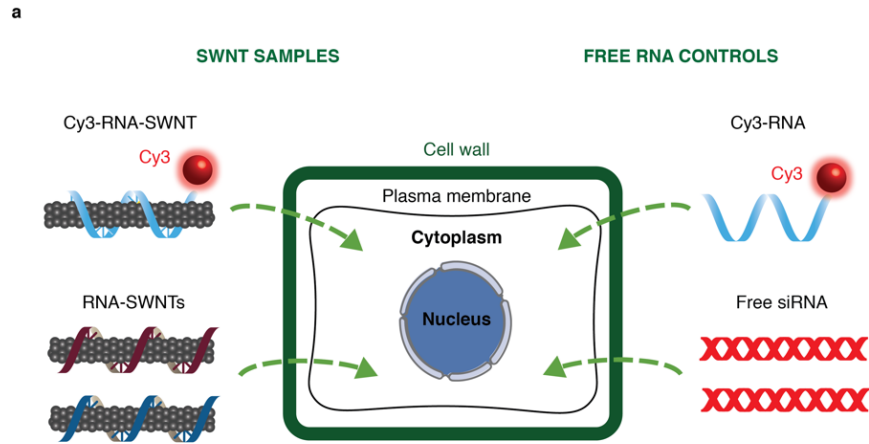 a
SWNT SAMPLES
FREE RNA CONTROLS
Cy3-RNA-SWNT
Cy3
Cell wall
Plasma membrane
Cytoplasm
Nucleus
Cy3-RNA
Cy3
RNA-SWNTs
Free siRNA